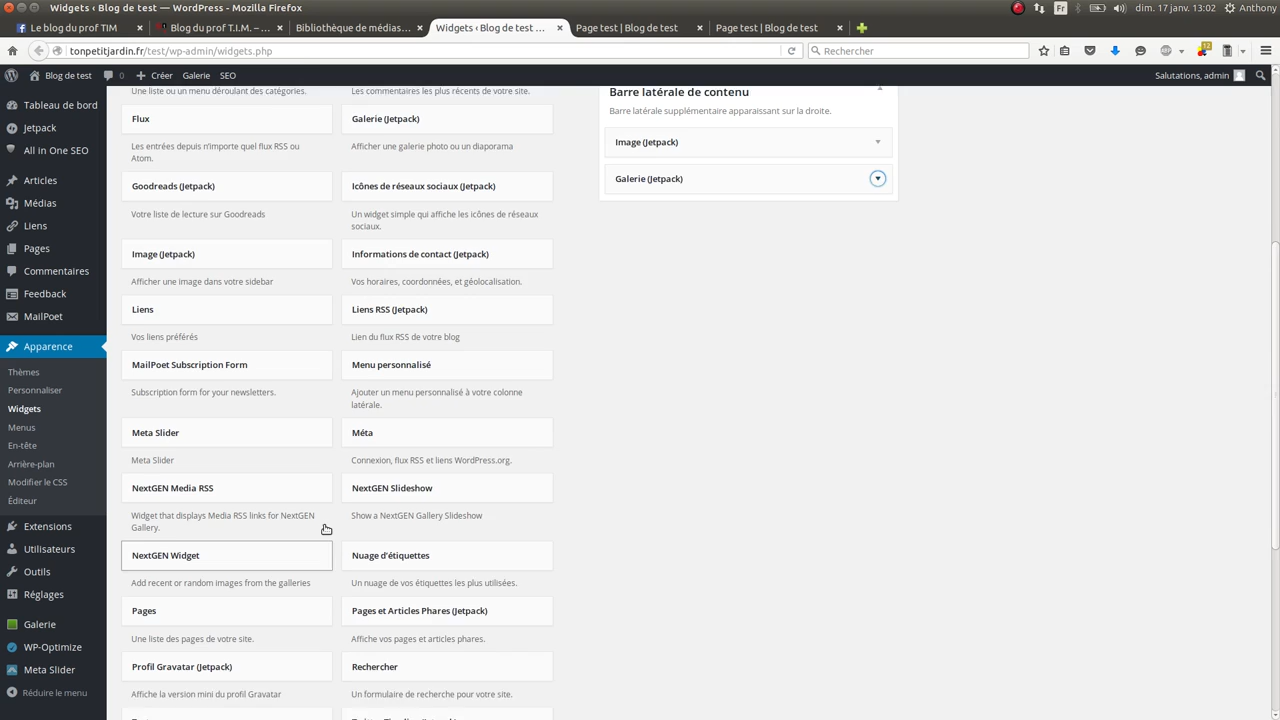 Widgets ‹ Blog de test — WordPress - Mozilla Firefox
Fr
dim. 17 janv. 13:02
Anthony
Le blog du prof TIM
Blog du prof T.I.M. – ...
Bibliothèque de médias...
Widgets ‹ Blog de test ...
Page test | Blog de test
Page test | Blog de test
tonpetitjardin.fr/test/wp-admin/widgets.php
Rechercher
Blog de test
0
Créer
Galerie
SEO
Salutations, admin
Tableau de bord
Jetpack
All in One SEO
Articles
Médias
Liens
Pages
Commentaires
Feedback
MailPoet
Apparence
Thèmes
Personnaliser
Widgets
Menus
En-tête
Arrière-plan
Modifier le CSS
Éditeur
Extensions
Utilisateurs
Outils
Réglages
Galerie
WP-Optimize
Meta Slider
Réduire le menu
Une liste ou un menu déroulant des catégories.
Les commentaires les plus récents de votre site.
Flux
Galerie (Jetpack)
Les entrées depuis n'importe quel flux RSS ou
Atom.
Afficher une galerie photo ou un diaporama
Goodreads (Jetpack)
Icônes de réseaux sociaux (Jetpack)
Votre liste de lecture sur Goodreads
Un widget simple qui affiche les icônes de réseaux
sociaux.
Image (Jetpack)
Informations de contact (Jetpack)
Afficher une image dans votre sidebar
Vos horaires, coordonnées, et géolocalisation.
Liens
Liens RSS (Jetpack)
Vos liens préférés
Lien du flux RSS de votre blog
MailPoet Subscription Form
Menu personnalisé
Subscription form for your newsletters.
Ajouter un menu personnalisé à votre colonne
latérale.
Meta Slider
Méta
Meta Slider
Connexion, flux RSS et liens WordPress.org.
NextGEN Media RSS
NextGEN Slideshow
Widget that displays Media RSS links for NextGEN
Gallery.
Show a NextGEN Gallery Slideshow
NextGEN Widget
Nuage d'étiquettes
Add recent or random images from the galleries
Un nuage de vos étiquettes les plus utilisées.
Pages
Pages et Articles Phares (Jetpack)
Une liste des pages de votre site.
Affiche vos pages et articles phares.
Profil Gravatar (Jetpack)
Rechercher
Affiche la version mini du profil Gravatar
Un formulaire de recherche pour votre site.
Barre latérale de contenu
Barre latérale supplémentaire apparaissant sur la droite.
Image (Jetpack)
Galerie (Jetpack)